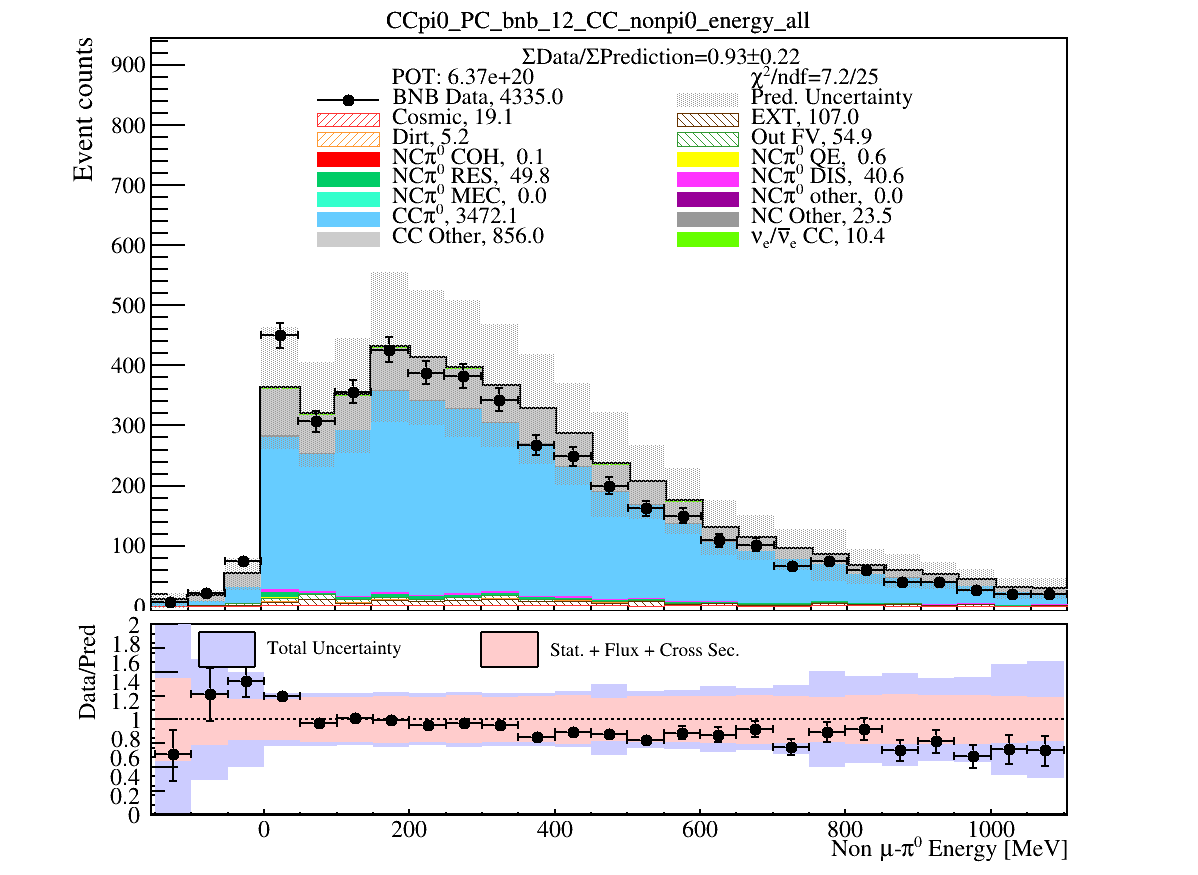 CCpi0_PC_bnb_12_CC_nonpi0_energy_all
ΣData/ΣPrediction=0.93±0.22
POT: 6.37e+20
χ²/ndf=7.2/25
BNB Data, 4335.0
Pred. Uncertainty
Cosmic, 19.1
EXT, 107.0
Dirt, 5.2
Out FV, 54.9
NCπ⁰ COH, 0.1
NCπ⁰ QE, 0.6
NCπ⁰ RES, 49.8
NCπ⁰ DIS, 40.6
NCπ⁰ MEC, 0.0
NCπ⁰ other, 0.0
CCπ⁰, 3472.1
NC Other, 23.5
CC Other, 856.0
νₑ/ν̅ₑ CC, 10.4
Event counts
900
800
700
600
500
400
300
200
100
0
Total Uncertainty
Stat. + Flux + Cross Sec.
Data/Pred
2
1.8
1.6
1.4
1.2
1
0.8
0.6
0.4
0.2
0
0 200 400 600 800 1000
Non μ-π⁰ Energy [MeV]